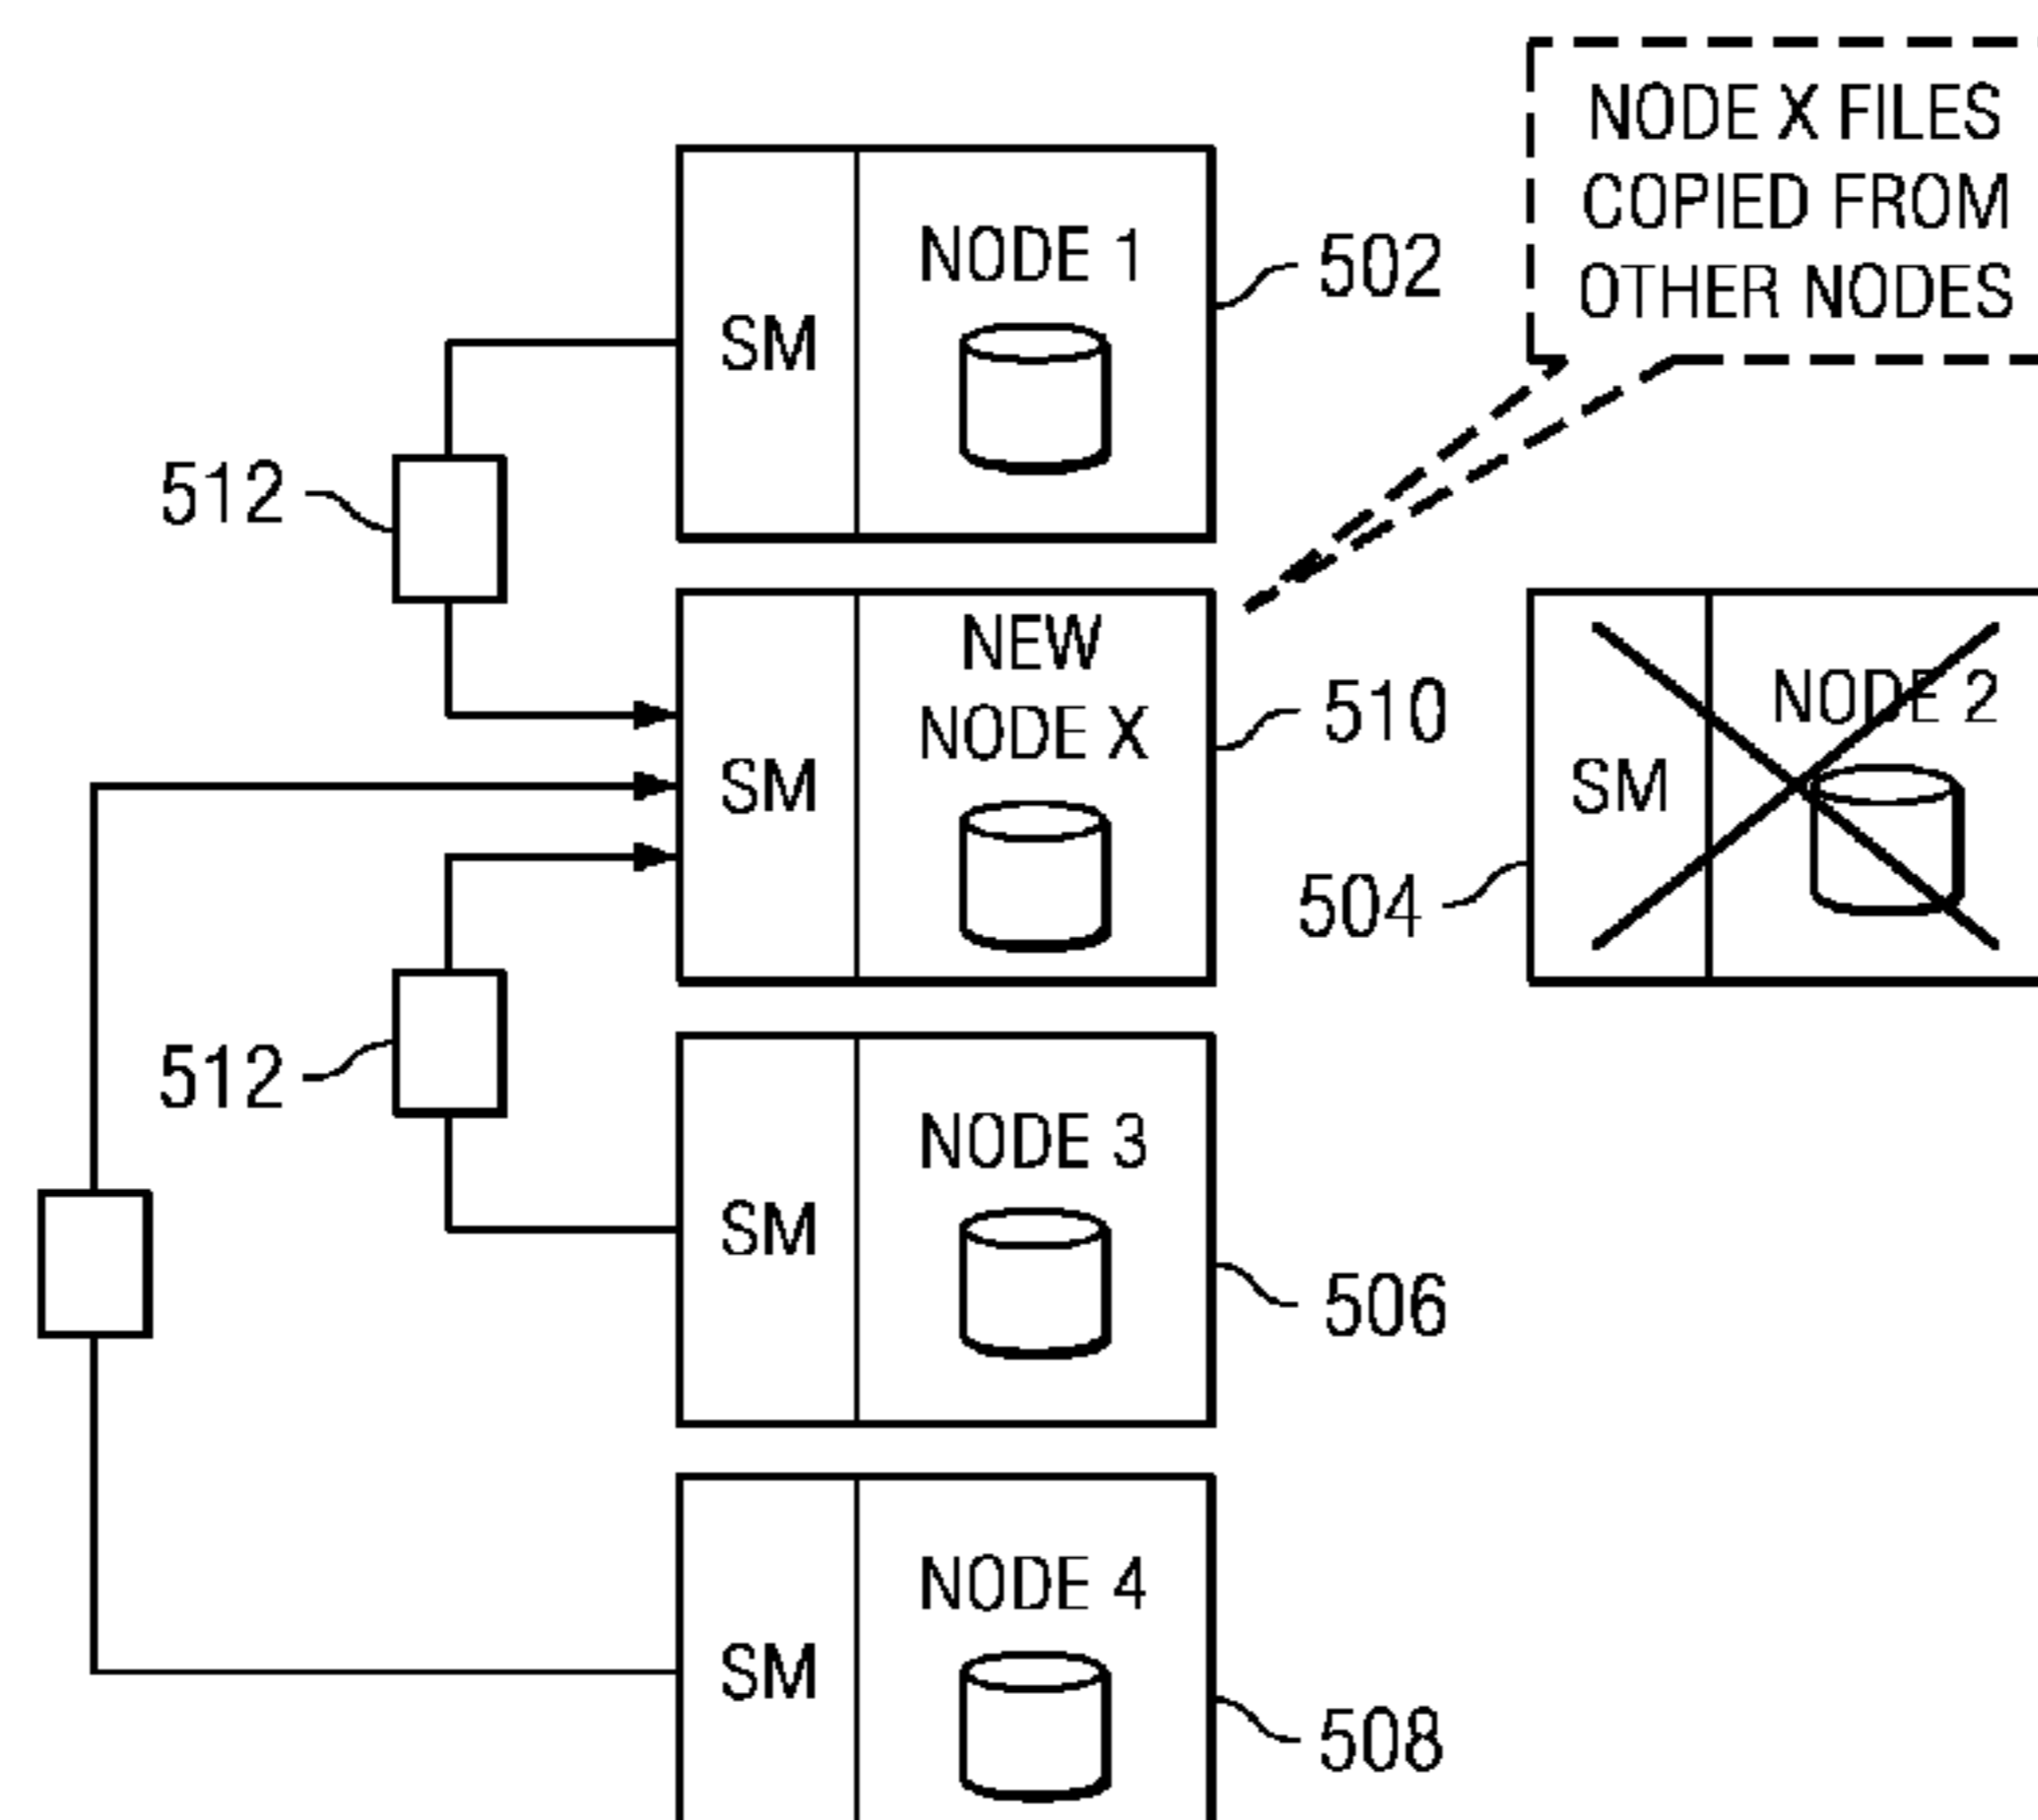 NODE X FILES
COPIED FROM
OTHER NODES
NODE 1
SM
502
512
NEW
NODE X
SM
510
NODE 2
SM
504
512
NODE 3
SM
506
NODE 4
SM
508